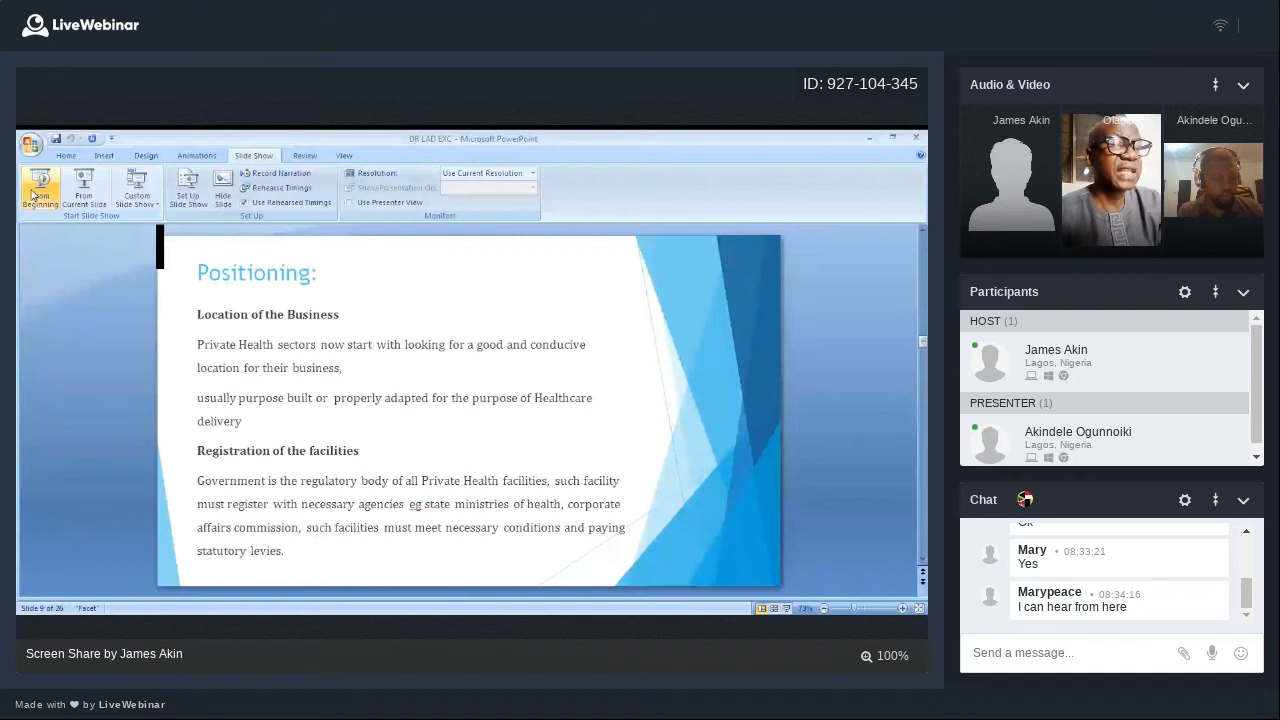 LiveWebinar
ID: 927-104-345
DR LAD EXC - Microsoft PowerPoint
Home Insert Design Animations Slide Show Review View
From Beginning
From Current Slide
Custom Slide Show
Start Slide Show
Set Up Slide Show
Hide Slide
Record Narration
Rehearse Timings
Use Rehearsed Timings
Set Up
Resolution: Use Current Resolution
Show Presentation On:
Use Presenter View
Monitors
Positioning:
Location of the Business
Private Health sectors now start with looking for a good and conducive
location for their business,
usually purpose built or properly adapted for the purpose of Healthcare
delivery
Registration of the facilities
Government is the regulatory body of all Private Health facilities, such facility
must register with necessary agencies eg state ministries of health, corporate
affairs commission, such facilities must meet necessary conditions and paying
statutory levies.
Slide 9 of 26 "Facet" 73%
Screen Share by James Akin
100%
Made with by LiveWebinar
Audio & Video
James Akin
Akindele Ogu...
Participants
HOST (1)
James Akin
Lagos, Nigeria
PRESENTER (1)
Akindele Ogunnoiki
Lagos, Nigeria
Chat
Mary • 08:33:21
Yes
Marypeace • 08:34:16
I can hear from here
Send a message...